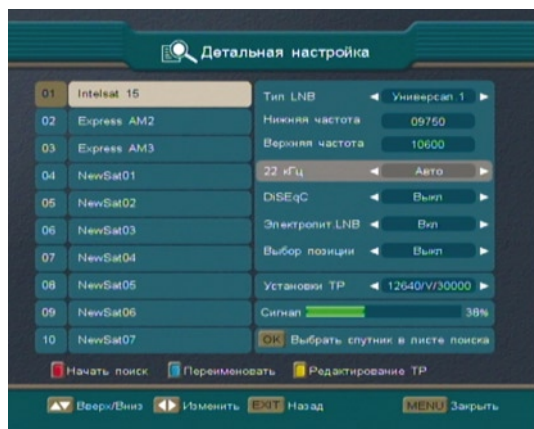 Детальная настройка
01 Intelsat 15
02 Express AM2
03 Express AM3
04 NewSat01
05 NewSat02
06 NewSat03
07 NewSat04
08 NewSat05
09 NewSat06
10 NewSat07
Тип LNB Универсал 1
Нижняя частота 09750
Верхняя частота 10600
22 кГц Авто
DiSEqC Выкл
Электропит.LNB Вкл
Выбор позиции Выкл
Установки TP 12640/V/30000
Сигнал 38%
OK Выбрать спутник в листе поиска
Начать поиск Переименовать Редактирование TP
Вверх/Вниз Изменить EXIT Назад MENU Закрыть